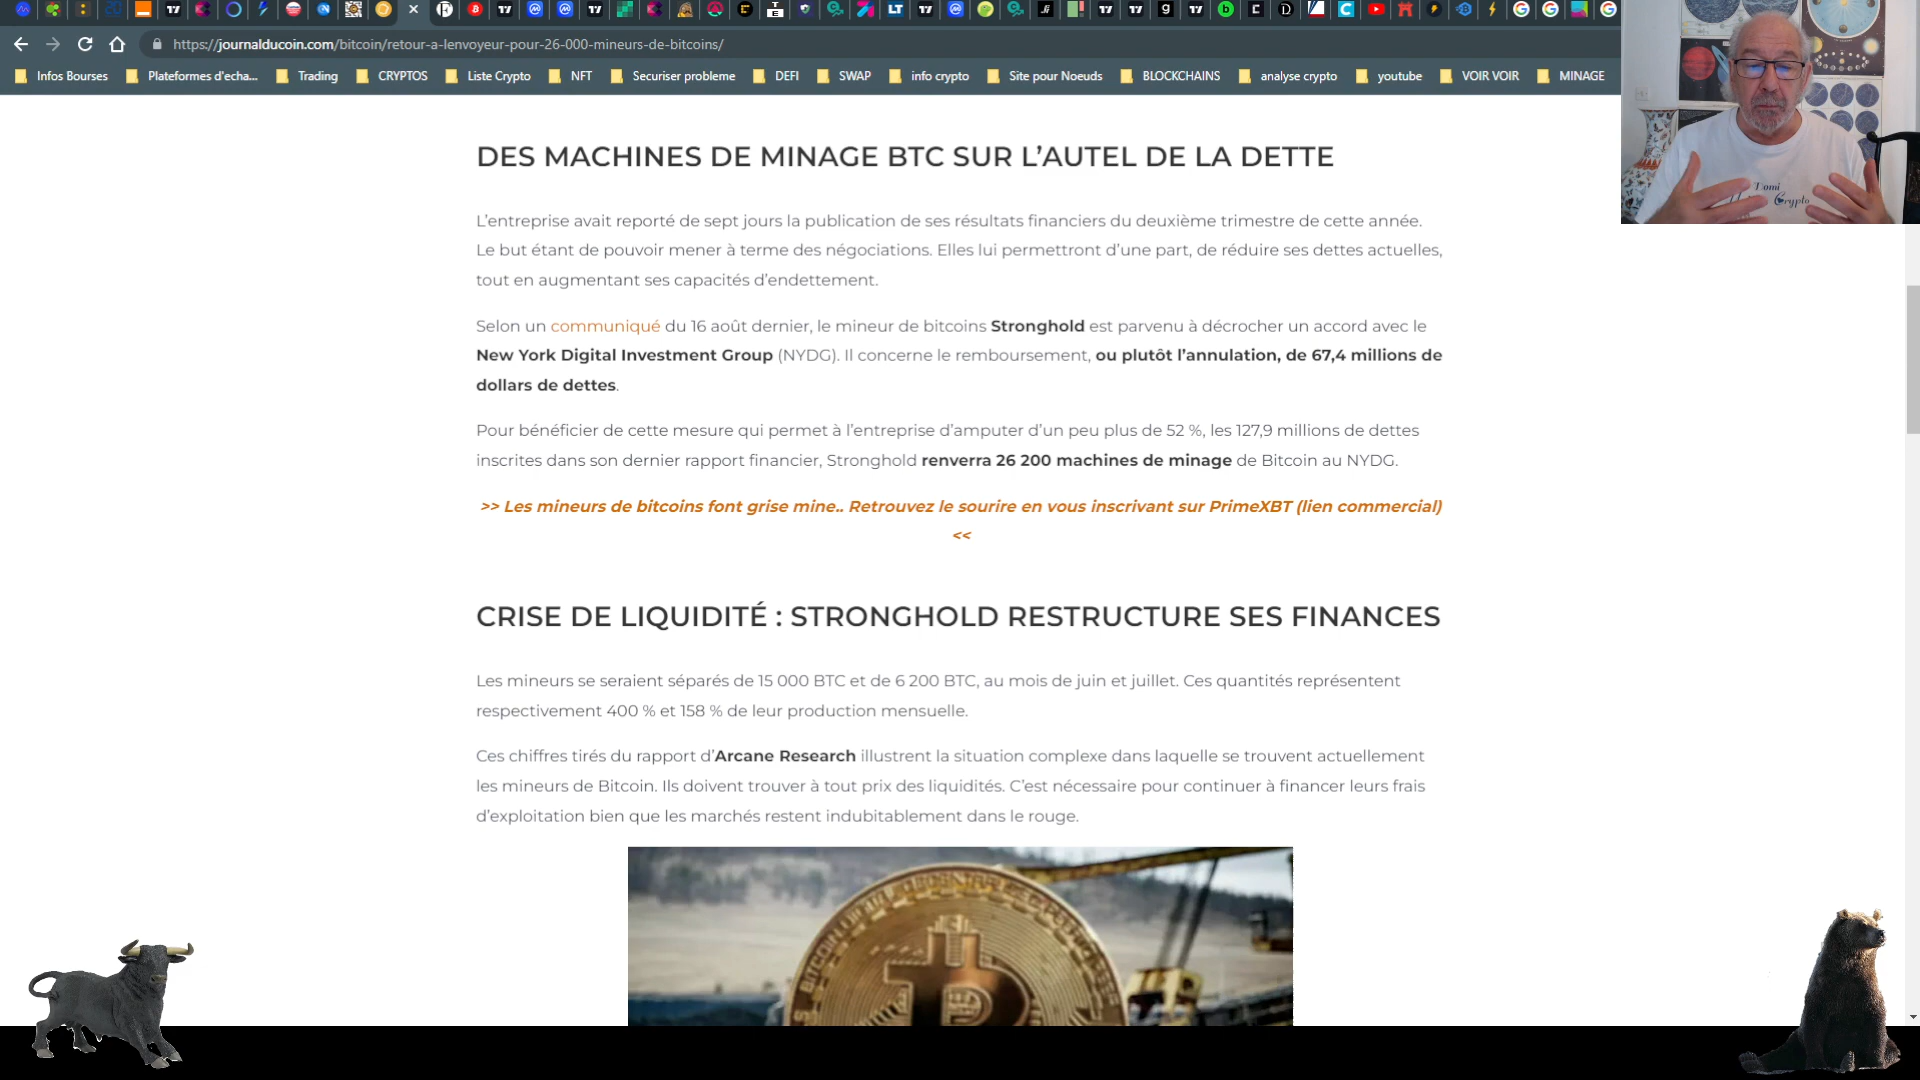 https://journalducoin.com/bitcoin/retour-a-lenvoyeur-pour-26-000-mineurs-de-bitcoins/
Infos Bourses Plateformes d'echa... Trading CRYPTOS Liste Crypto NFT Securiser probleme DEFI SWAP info crypto Site pour Noeuds BLOCKCHAINS analyse crypto youtube VOIR VOIR MINAGE
DES MACHINES DE MINAGE BTC SUR L’AUTEL DE LA DETTE
L’entreprise avait reporté de sept jours la publication de ses résultats financiers du deuxième trimestre de cette année.
Le but étant de pouvoir mener à terme des négociations. Elles lui permettront d’une part, de réduire ses dettes actuelles,
tout en augmentant ses capacités d’endettement.
Selon un communiqué du 16 août dernier, le mineur de bitcoins Stronghold est parvenu à décrocher un accord avec le
New York Digital Investment Group (NYDG). Il concerne le remboursement, ou plutôt l’annulation, de 67,4 millions de
dollars de dettes.
Pour bénéficier de cette mesure qui permet à l’entreprise d’amputer d’un peu plus de 52 %, les 127,9 millions de dettes
inscrites dans son dernier rapport financier, Stronghold renverra 26 200 machines de minage de Bitcoin au NYDG.
>> Les mineurs de bitcoins font grise mine.. Retrouvez le sourire en vous inscrivant sur PrimeXBT (lien commercial)
<<
CRISE DE LIQUIDITÉ : STRONGHOLD RESTRUCTURE SES FINANCES
Les mineurs se seraient séparés de 15 000 BTC et de 6 200 BTC, au mois de juin et juillet. Ces quantités représentent
respectivement 400 % et 158 % de leur production mensuelle.
Ces chiffres tirés du rapport d’Arcane Research illustrent la situation complexe dans laquelle se trouvent actuellement
les mineurs de Bitcoin. Ils doivent trouver à tout prix des liquidités. C’est nécessaire pour continuer à financer leurs frais
d’exploitation bien que les marchés restent indubitablement dans le rouge.